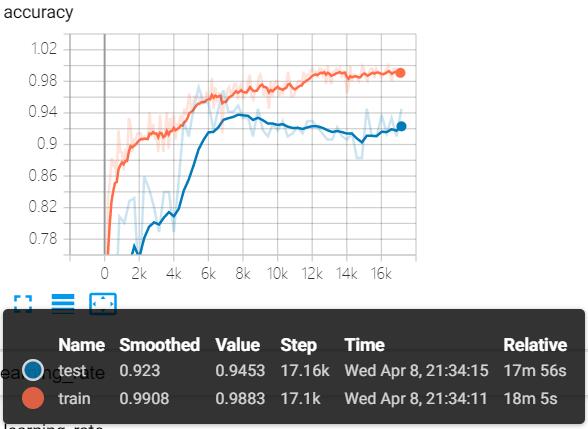 accuracy
1.02
0.98
0.94
0.9
0.86
0.82
0.78
0 2k 4k 6k 8k 10k 12k 14k 16k
Name Smoothed Value Step Time Relative
test 0.923 0.9453 17.16k Wed Apr 8, 21:34:15 17m 56s
train 0.9908 0.9883 17.1k Wed Apr 8, 21:34:11 18m 5s